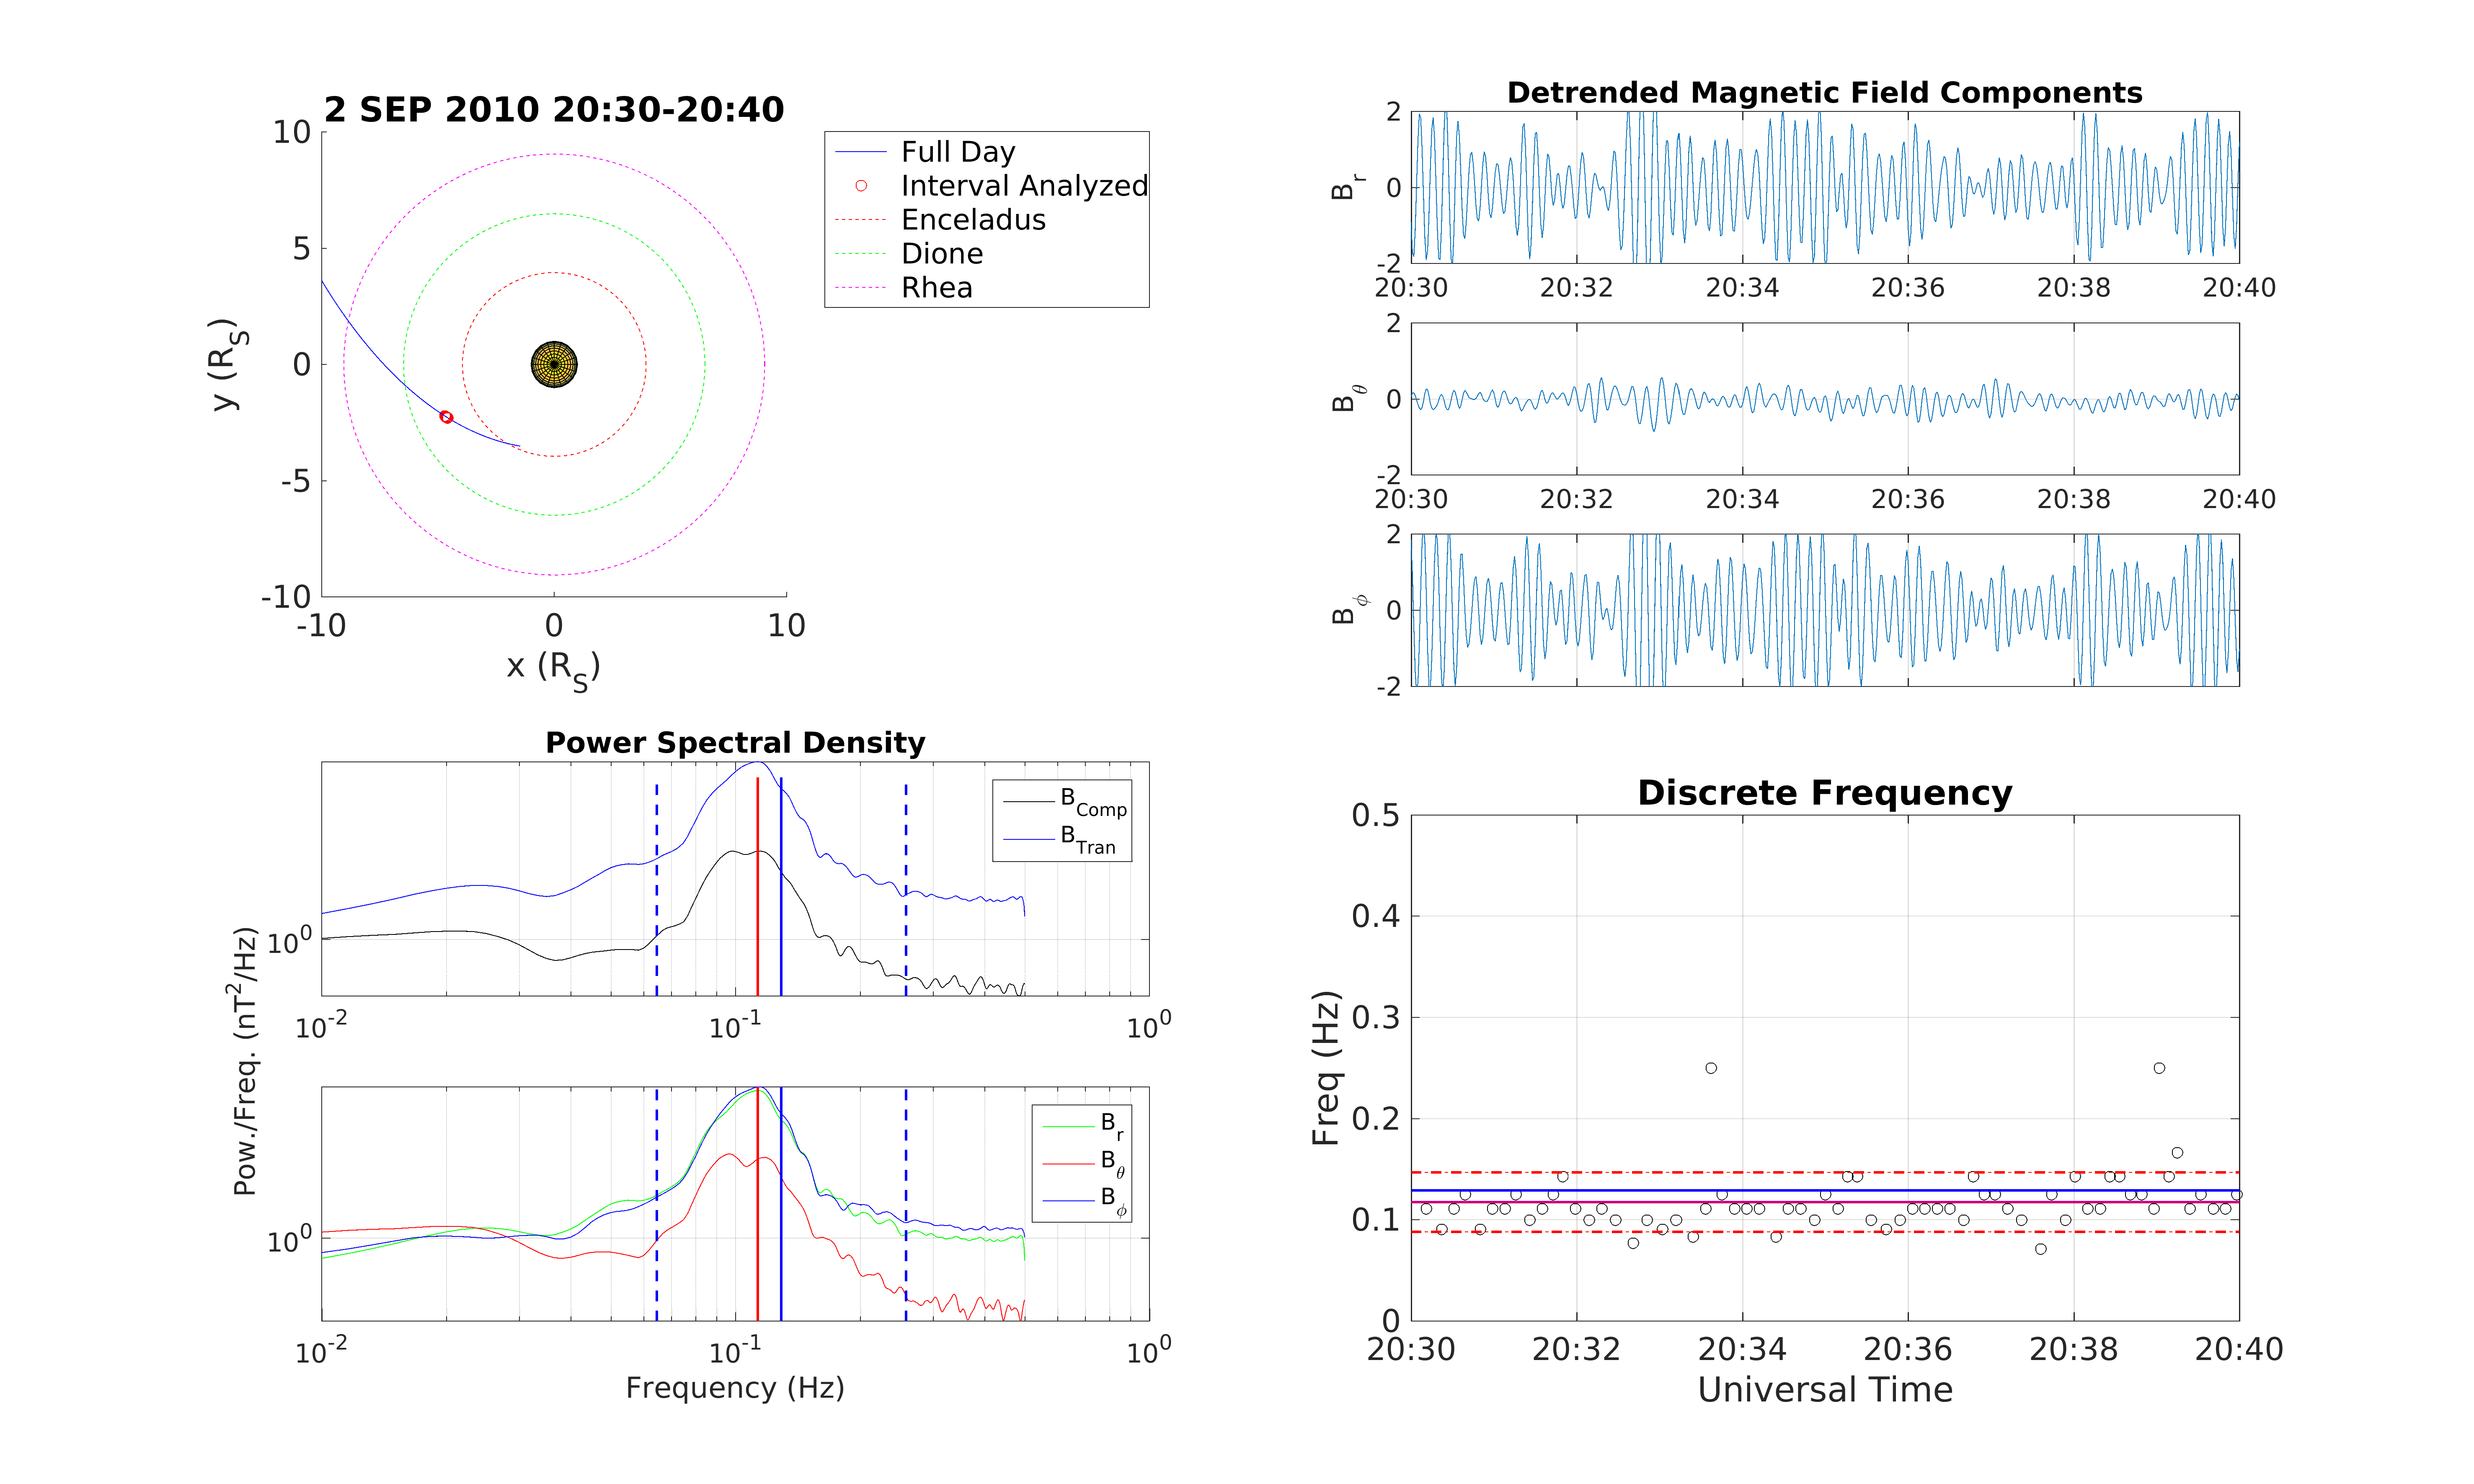 2 SEP 2010 20:30-20:40
10
5
0
-5
-10
y (R_S)
-10 0 10
x (R_S)
Full Day
Interval Analyzed
Enceladus
Dione
Rhea
Detrended Magnetic Field Components
2
0
-2
B_r
20:30 20:32 20:34 20:36 20:38 20:40
2
0
-2
B_θ
20:30 20:32 20:34 20:36 20:38 20:40
2
0
-2
B_ϕ
Power Spectral Density
B_Comp
B_Tran
10^0
10^-2 10^-1 10^0
Pow./Freq. (nT^2/Hz)
B_r
B_θ
B_ϕ
10^0
10^-2 10^-1 10^0
Frequency (Hz)
Discrete Frequency
0.5
0.4
0.3
0.2
0.1
0
Freq (Hz)
20:30 20:32 20:34 20:36 20:38 20:40
Universal Time